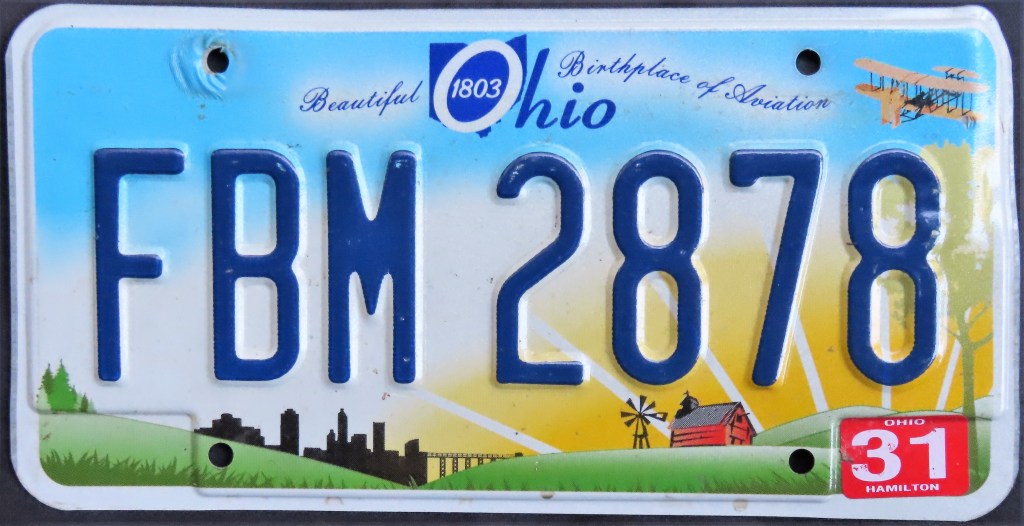 Beautiful Ohio Birthplace of Aviation
1803
FBM 2878
OHIO
31
HAMILTON